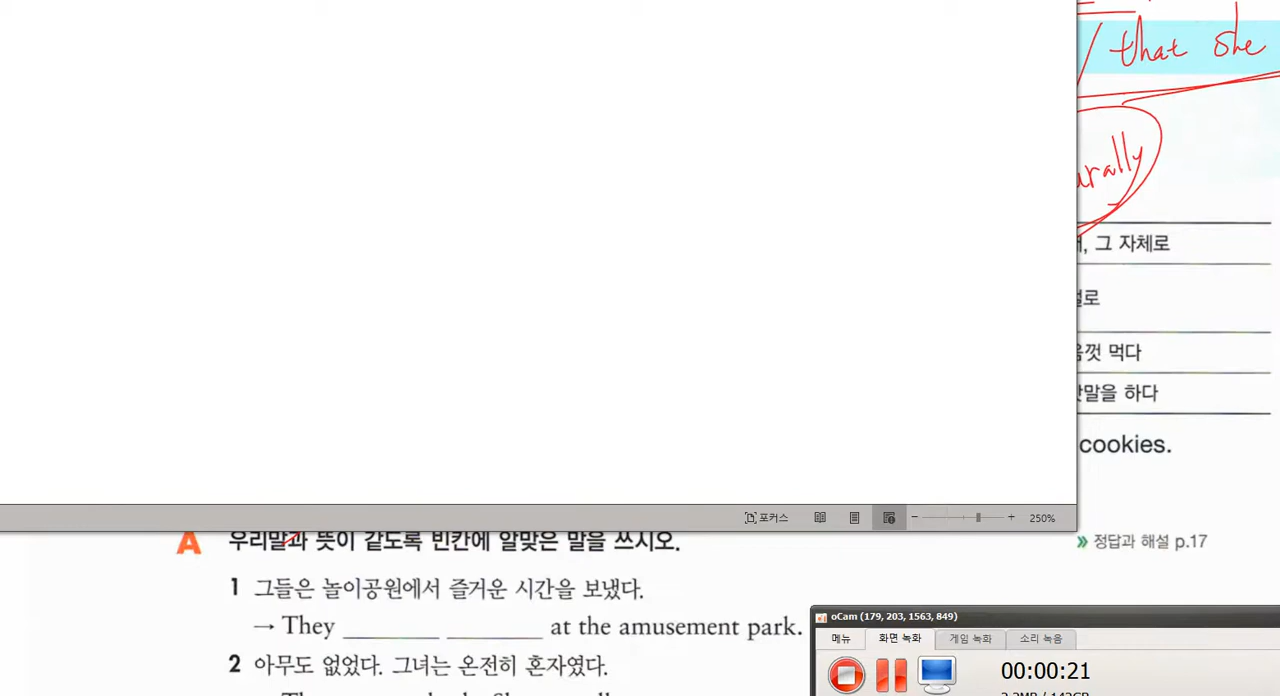 / that she
그 자체로
로
껏 먹다
말을 하다
cookies.
포커스
250%
A 우리말과 뜻이 같도록 빈칸에 알맞은 말을 쓰시오.
» 정답과 해설 p.17
1 그들은 놀이공원에서 즐거운 시간을 보냈다.
→ They ________ ________ at the amusement park.
2 아무도 없었다. 그녀는 온전히 혼자였다.
oCam (179, 203, 1563, 849)
메뉴 화면 녹화 게임 녹화 소리 녹음
00:00:21